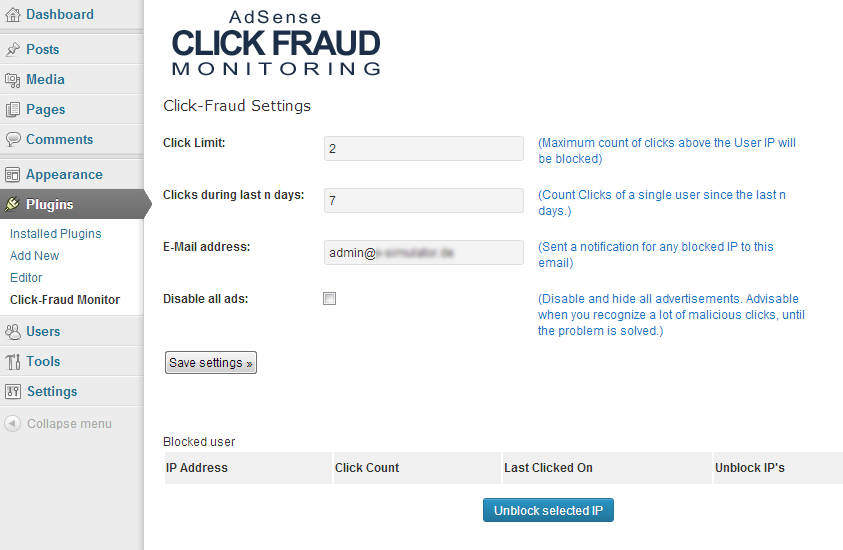 Dashboard
Posts
Media
Pages
Comments
Appearance
Plugins
Installed Plugins
Add New
Editor
Click-Fraud Monitor
Users
Tools
Settings
Collapse menu
AdSense
CLICK FRAUD
MONITORING
Click-Fraud Settings
Click Limit:
2
(Maximum count of clicks above the User IP will
be blocked)
Clicks during last n days:
7
(Count Clicks of a single user since the last n
days.)
E-Mail address:
admin@
(Sent a notification for any blocked IP to this
email)
Disable all ads:
(Disable and hide all advertisements. Advisable
when you recognize a lot of malicious clicks, until
the problem is solved.)
Save settings »
Blocked user
IP Address
Click Count
Last Clicked On
Unblock IP's
Unblock selected IP